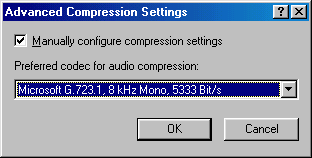 Advanced Compression Settings
Manually configure compression settings
Preferred codec for audio compression:
Microsoft G.723.1, 8 kHz Mono, 5333 Bit/s
OK
Cancel